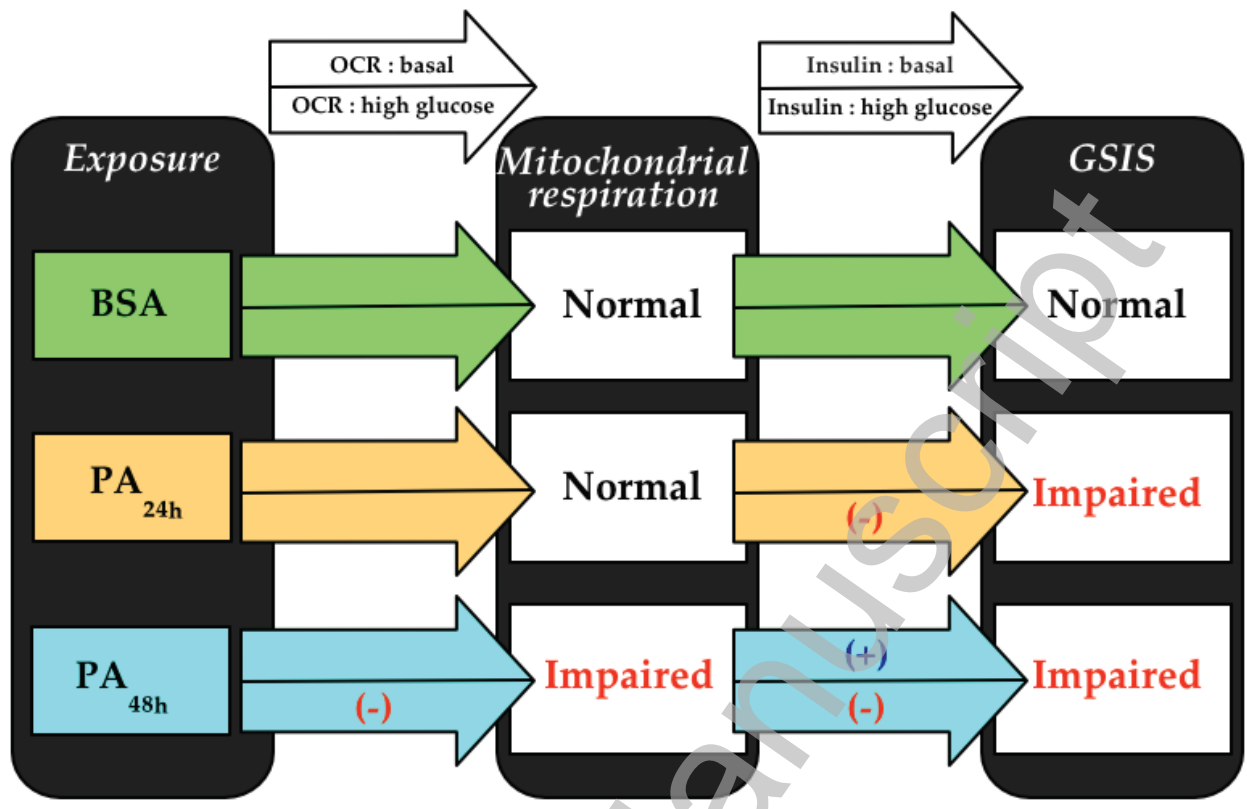 OCR : basal
OCR : high glucose
Insulin : basal
Insulin : high glucose
Exposure
Mitochondrial
respiration
GSIS
BSA
Normal
Normal
PA 24h
Normal
(-)
Impaired
PA 48h
(-)
Impaired
(+)
(-)
Impaired
anuscript